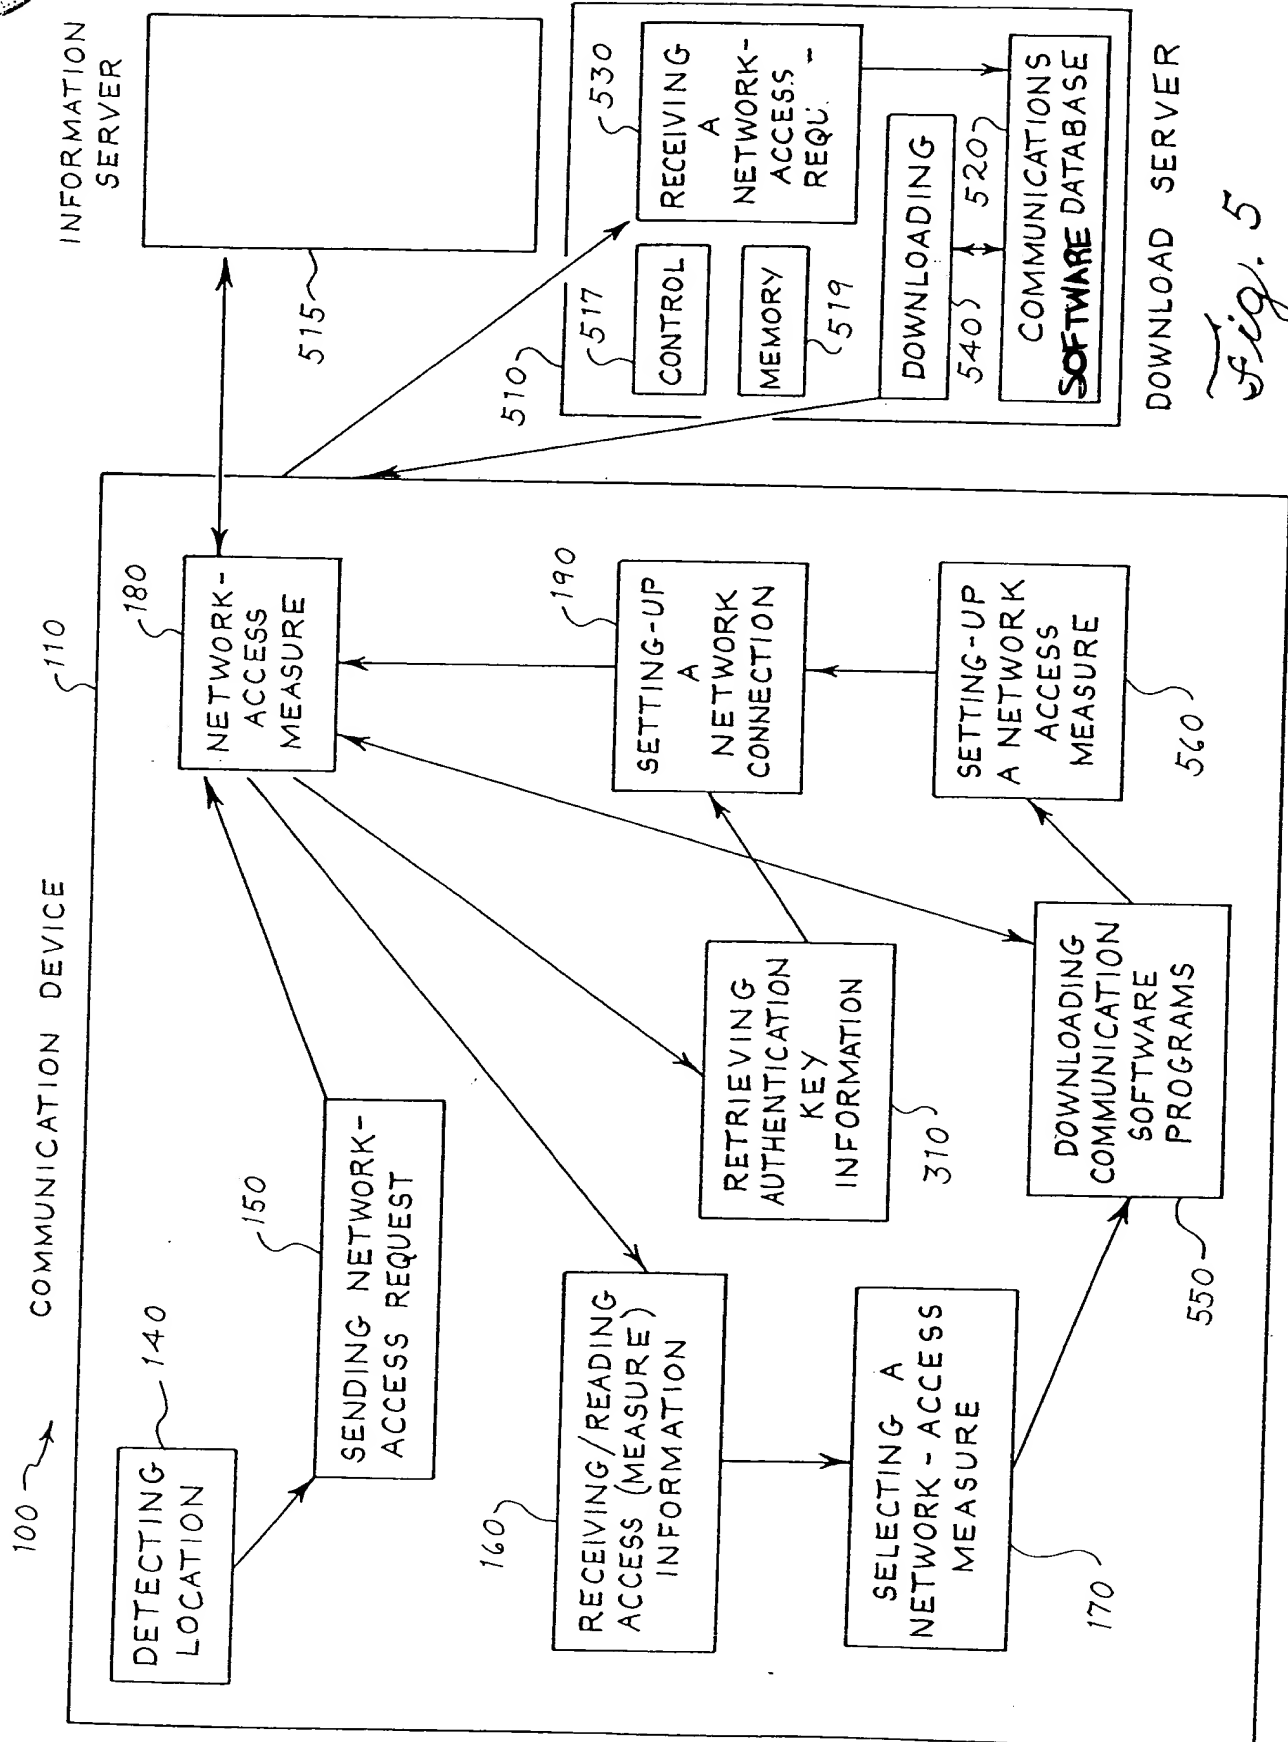 100
COMMUNICATION DEVICE
110
INFORMATION
SERVER
DETECTING
LOCATION
140
150
SENDING NETWORK-
ACCESS REQUEST
180
NETWORK-
ACCESS
MEASURE
515
160
RECEIVING/READING
ACCESS (MEASURE)
INFORMATION
SELECTING A
NETWORK-ACCESS
MEASURE
170
RETRIEVING
AUTHENTICATION
KEY
INFORMATION
310
190
SETTING-UP
A
NETWORK
CONNECTION
DOWNLOADING
COMMUNICATION
SOFTWARE
PROGRAMS
550
SETTING-UP
A NETWORK
ACCESS
MEASURE
560
510
517
CONTROL
MEMORY
519
530
RECEIVING
A
NETWORK-
ACCESS
REQU. -
DOWNLOADING
540
520
COMMUNICATIONS
SOFTWARE DATABASE
DOWNLOAD SERVER
Fig. 5